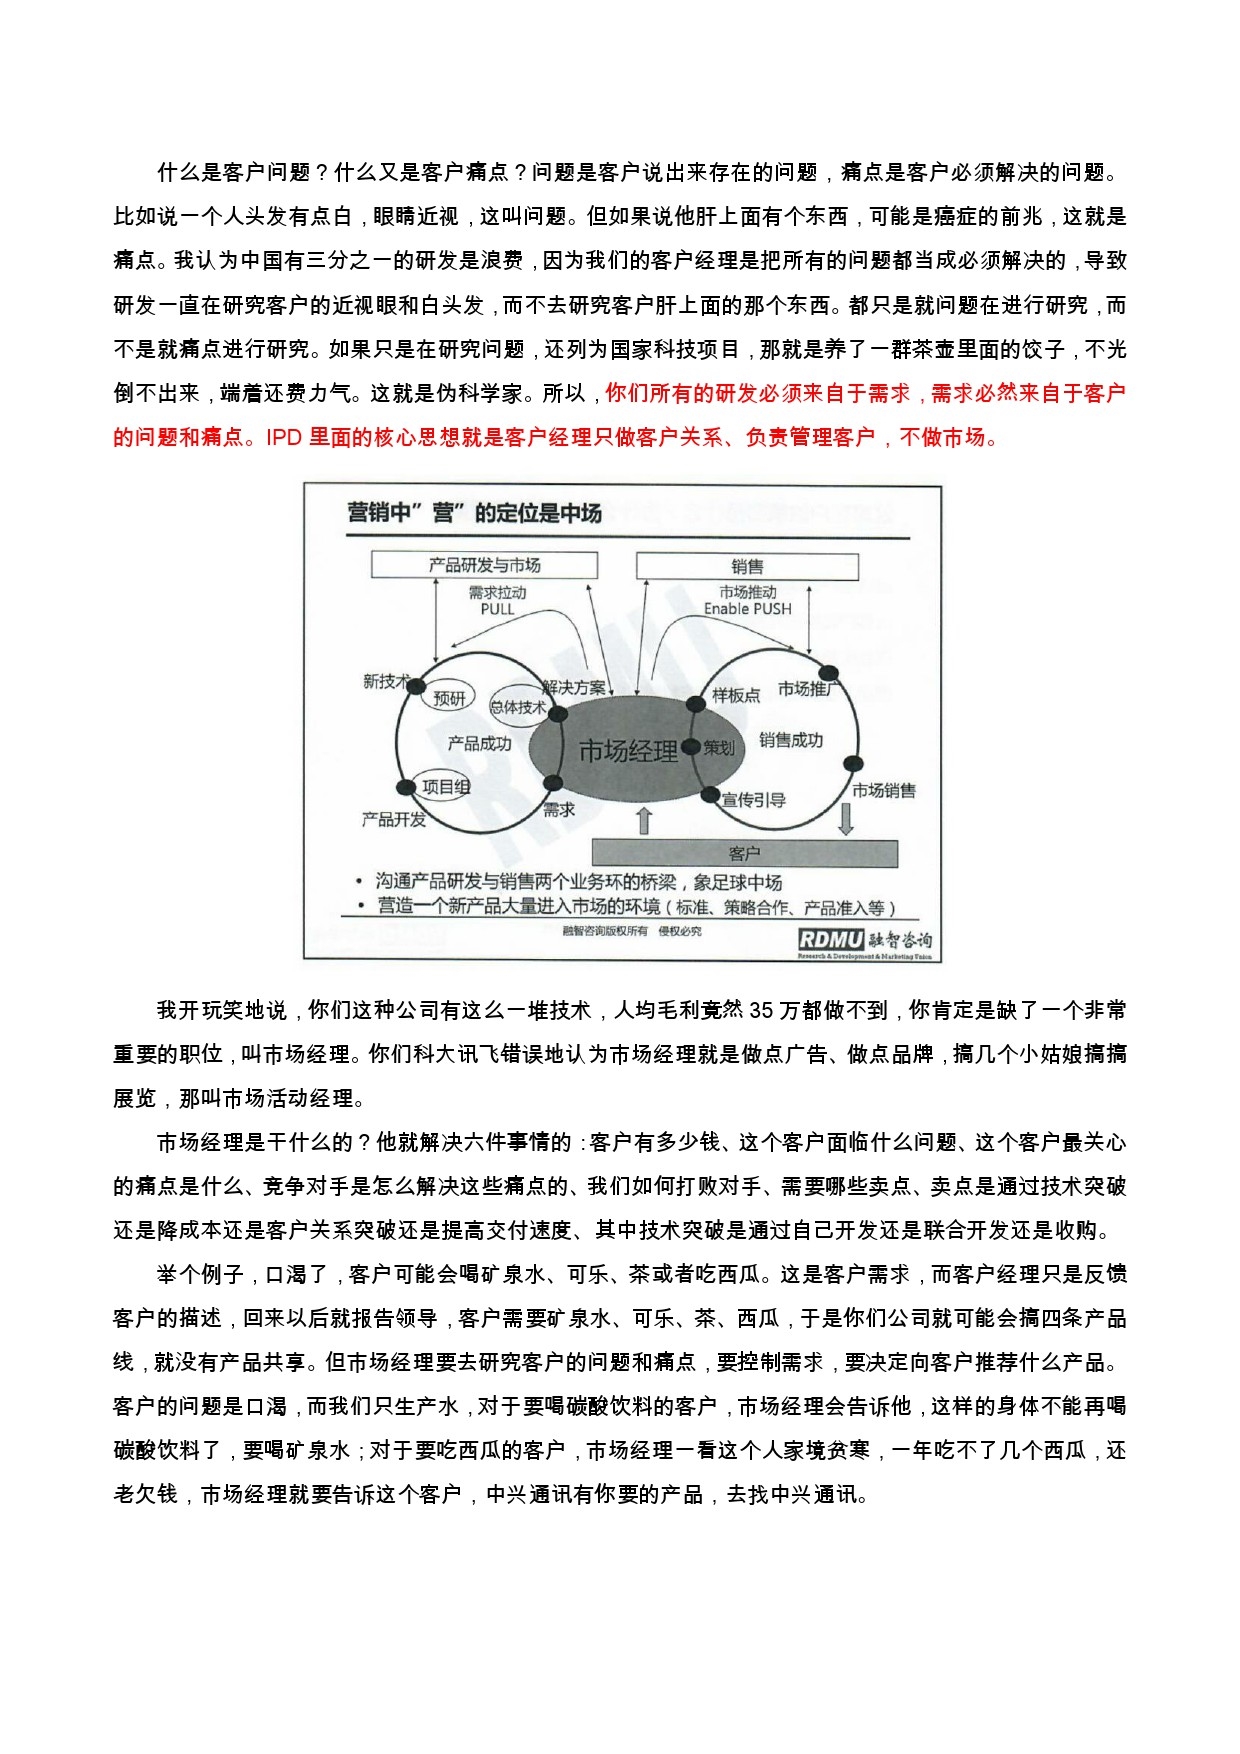 什么是客户问题？什么又是客户痛点？问题是客户说出来存在的问题，痛点是客户必须解决的问题。
比如说一个人头发有点白，眼睛近视，这叫问题。但如果说他肝上面有个东西，可能是癌症的前兆，这就是
痛点。我认为中国有三分之一的研发是浪费，因为我们的客户经理是把所有的问题都当成必须解决的，导致
研发一直在研究客户的近视眼和白头发，而不去研究客户肝上面的那个东西。都只是就问题在进行研究，而
不是就痛点进行研究。如果只是在研究问题，还列为国家科技项目，那就是养了一群茶壶里面的饺子，不光
倒不出来，端着还费力气。这就是伪科学家。所以，你们所有的研发必须来自于需求，需求必然来自于客户
的问题和痛点。IPD 里面的核心思想就是客户经理只做客户关系、负责管理客户，不做市场。
营销中”营”的定位是中场
产品研发与市场
销售
需求拉动
PULL
市场推动
Enable PUSH
新技术
预研
解决方案
总体技术
样板点
市场推广
产品成功
市场经理
策划
销售成功
项目组
产品开发
需求
宣传引导
市场销售
客户
• 沟通产品研发与销售两个业务环的桥梁，象足球中场
• 营造一个新产品大量进入市场的环境（标准、策略合作、产品准入等）
融智咨询版权所有 侵权必究
RDMU 融智咨询
Research & Development & Marketing Union
我开玩笑地说，你们这种公司有这么一堆技术，人均毛利竟然 35 万都做不到，你肯定是缺了一个非常
重要的职位，叫市场经理。你们科大讯飞错误地认为市场经理就是做点广告、做点品牌，搞几个小姑娘搞搞
展览，那叫市场活动经理。
市场经理是干什么的？他就解决六件事情的：客户有多少钱、这个客户面临什么问题、这个客户最关心
的痛点是什么、竞争对手是怎么解决这些痛点的、我们如何打败对手、需要哪些卖点、卖点是通过技术突破
还是降成本还是客户关系突破还是提高交付速度、其中技术突破是通过自己开发还是联合开发还是收购。
举个例子，口渴了，客户可能会喝矿泉水、可乐、茶或者吃西瓜。这是客户需求，而客户经理只是反馈
客户的描述，回来以后就报告领导，客户需要矿泉水、可乐、茶、西瓜，于是你们公司就可能会搞四条产品
线，就没有产品共享。但市场经理要去研究客户的问题和痛点，要控制需求，要决定向客户推荐什么产品。
客户的问题是口渴，而我们只生产水，对于要喝碳酸饮料的客户，市场经理会告诉他，这样的身体不能再喝
碳酸饮料了，要喝矿泉水；对于要吃西瓜的客户，市场经理一看这个人家境贫寒，一年吃不了几个西瓜，还
老欠钱，市场经理就要告诉这个客户，中兴通讯有你要的产品，去找中兴通讯。